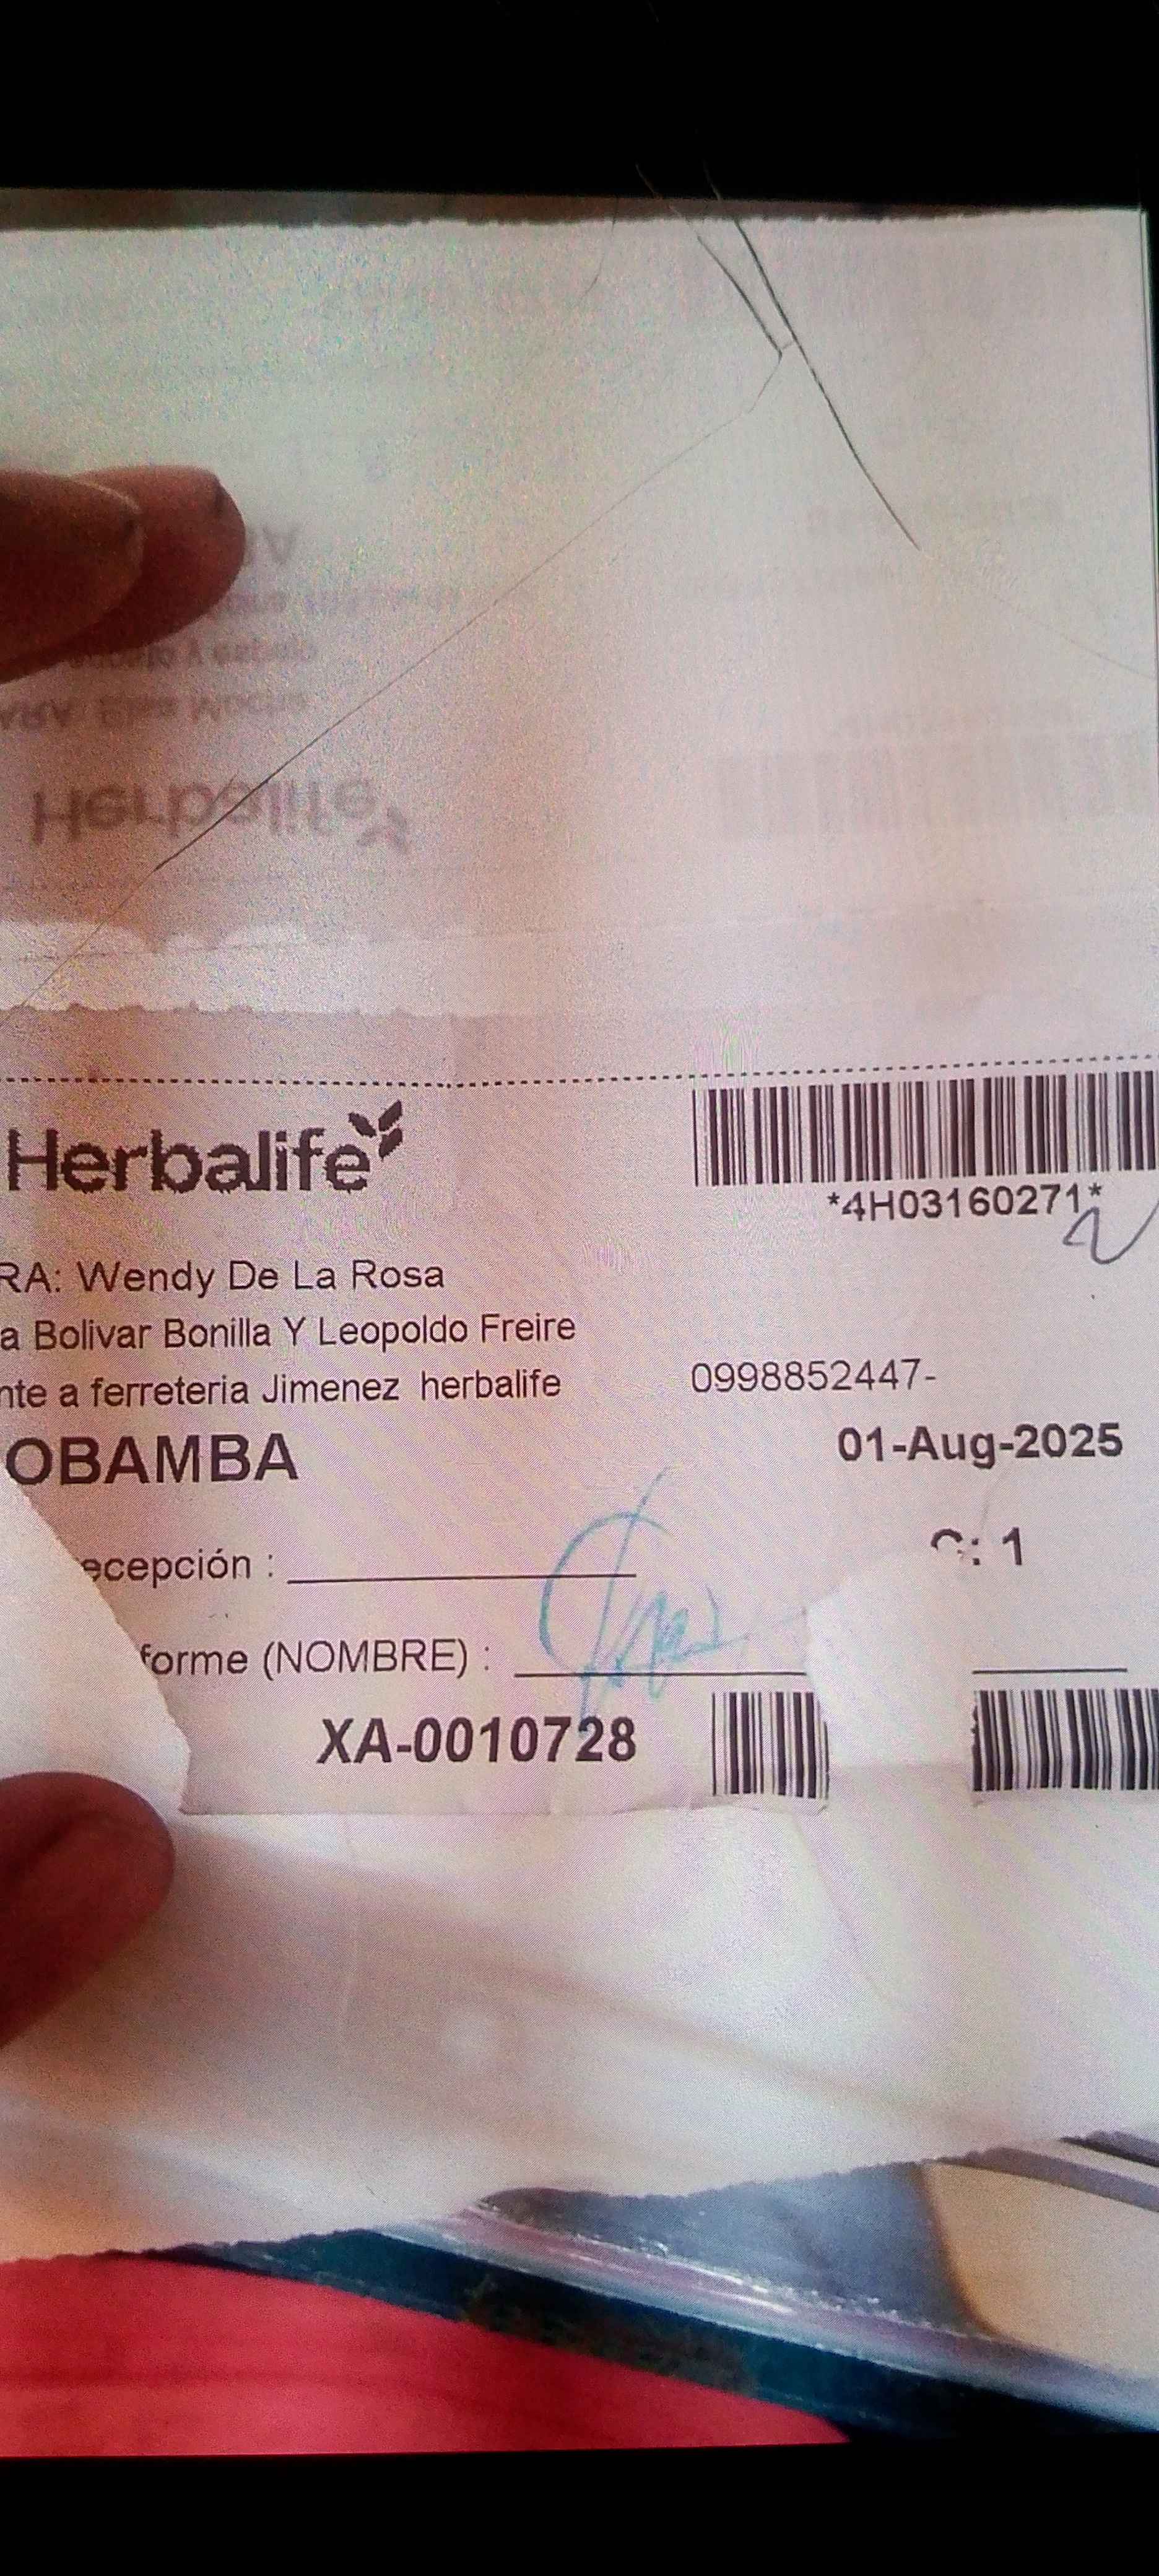 Herbalife
*4H03160271*
RA: Wendy De La Rosa
a Bolivar Bonilla Y Leopoldo Freire
nte a ferreteria Jimenez herbalife
0998852447-
OBAMBA
01-Aug-2025
ecepción :
: 1
forme (NOMBRE) :
XA-0010728